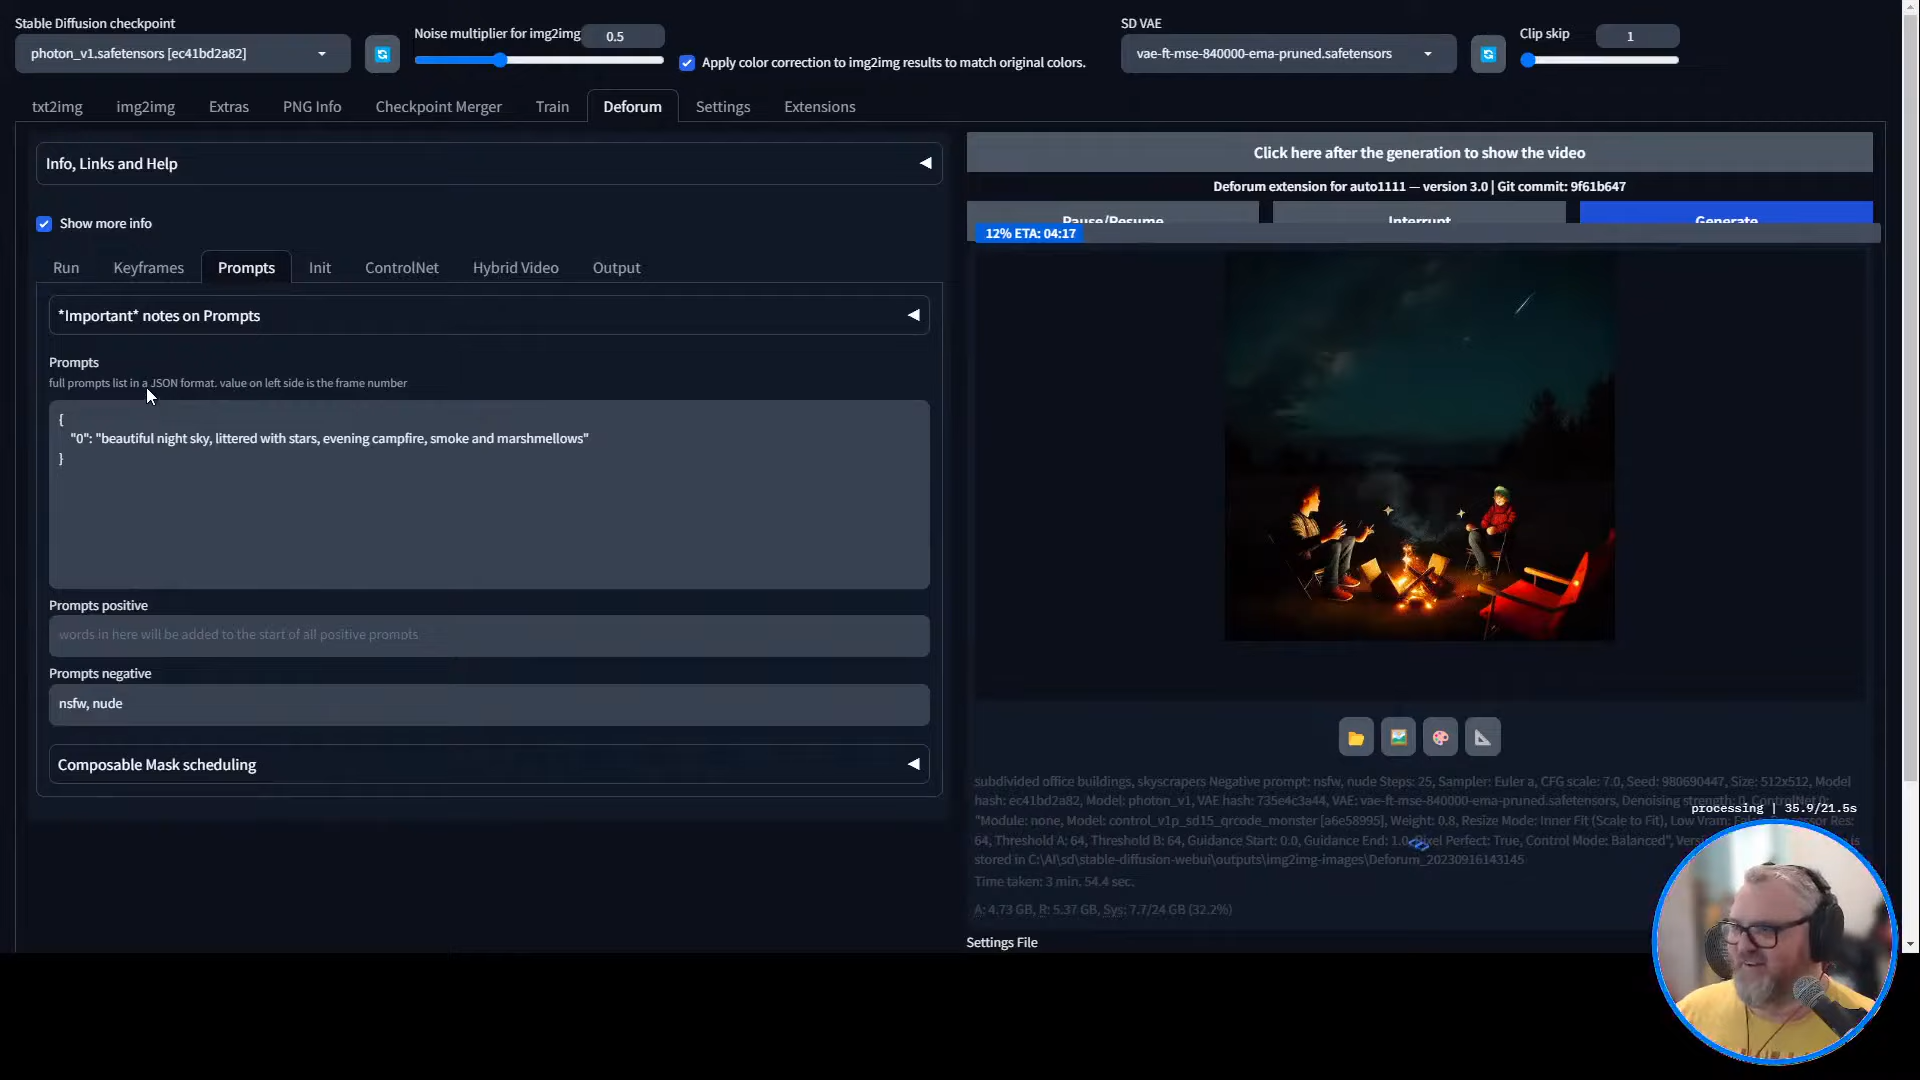 Stable Diffusion checkpoint
photon_v1.safetensors [ec41bd2a82]
Noise multiplier for img2img
0.5
Apply color correction to img2img results to match original colors.
SD VAE
vae-ft-mse-840000-ema-pruned.safetensors
Clip skip
1
txt2img
img2img
Extras
PNG Info
Checkpoint Merger
Train
Deforum
Settings
Extensions
Info, Links and Help
Show more info
Run
Keyframes
Prompts
Init
ControlNet
Hybrid Video
Output
*Important* notes on Prompts
Prompts
full prompts list in a JSON format. value on left side is the frame number
{
"0": "beautiful night sky, littered with stars, evening campfire, smoke and marshmellows"
}
Prompts positive
words in here will be added to the start of all positive prompts
Prompts negative
nsfw, nude
Composable Mask scheduling
Click here after the generation to show the video
Deforum extension for auto1111 — version 3.0 | Git commit: 9f61b647
Pause/Resume
Interrupt
Generate
12% ETA: 04:17
subdivided office buildings, skyscrapers Negative prompt: nsfw, nude Steps: 25, Sampler: Euler a, CFG scale: 7.0, Seed: 980690447, Size: 512x512, Model
hash: ec41bd2a82, Model: photon_v1, VAE hash: 735e4c3a44, VAE: vae-ft-mse-840000-ema-pruned.safetensors, Denoising strength: 0, ControlNet 0:
processing | 35.9/21.5s
"Module: none, Model: control_v1p_sd15_qrcode_monster [a6e58995], Weight: 0.8, Resize Mode: Inner Fit (Scale to Fit), Low Vram: Res:
64, Threshold A: 64, Threshold B: 64, Guidance Start: 0.0, Guidance End: 1.0, Pixel Perfect: True, Control Mode: Balanced", is
stored in C:\AI\sd\stable-diffusion-webui\outputs\img2img-images\Deforum_20230916143145
Time taken: 3 min. 54.4 sec.
A: 4.73 GB, R: 5.37 GB, Sys: 7.7/24 GB (32.2%)
Settings File